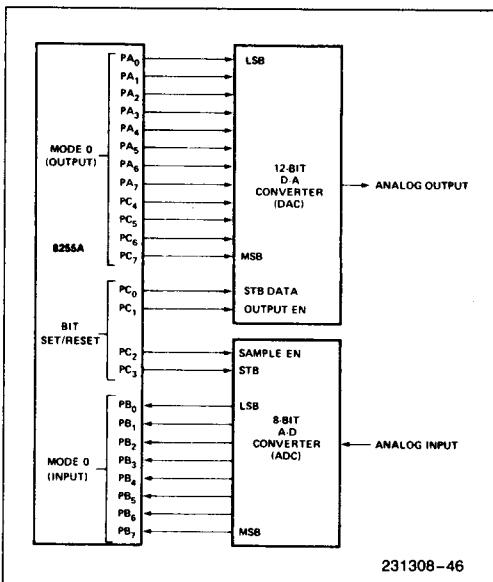 PA0
LSB
PA1
PA2
PA3
PA4
MODE 0
(OUTPUT)
PA5
PA6
PA7
PC4
PC5
8255A
PC6
PC7
MSB
12-BIT
D-A
CONVERTER
(DAC)
ANALOG OUTPUT
PC0
STB DATA
PC1
OUTPUT EN
BIT
SET/RESET
PC2
SAMPLE EN
PC3
STB
PB0
LSB
PB1
PB2
PB3
MODE 0
(INPUT)
PB4
PB5
PB6
PB7
MSB
8-BIT
A-D
CONVERTER
(ADC)
ANALOG INPUT
231308-46